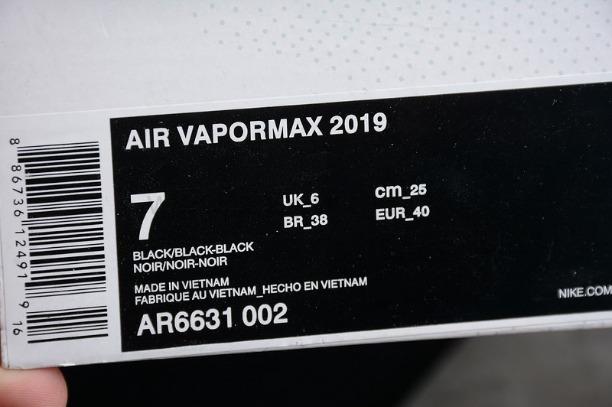 AIR VAPORMAX 2019
7
UK_6 cm_25
BR_38 EUR_40
BLACK/BLACK-BLACK
NOIR/NOIR-NOIR
MADE IN VIETNAM
FABRIQUE AU VIETNAM_HECHO EN VIETNAM
AR6631 002
NIKE.COM
8 86736 12491 9 16